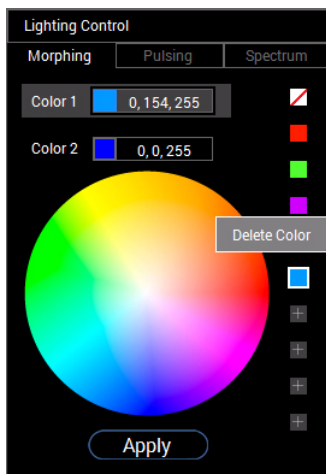 Lighting Control
Morphing Pulsing Spectrum
Color 1 0, 154, 255
Color 2 0, 0, 255
Delete Color
Apply